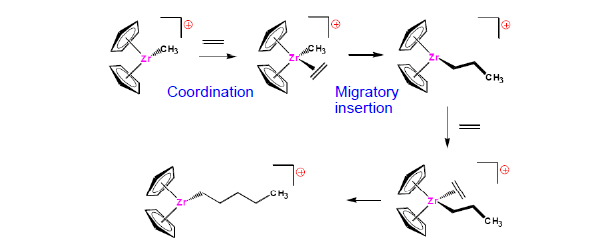 Zr CH3 ⊕
Zr CH3 ⊕
Zr CH3 ⊕
Coordination
Migratory
insertion
Zr CH3 ⊕
Zr CH3 ⊕